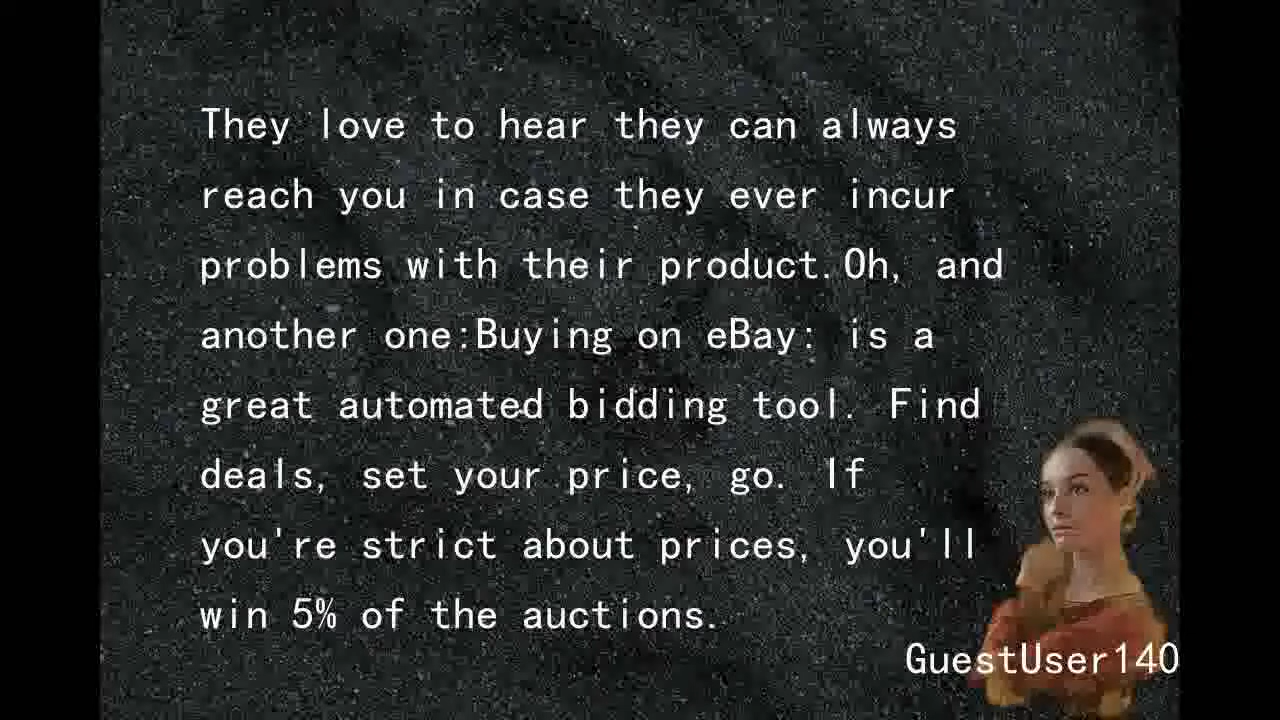 They love to hear they can always
reach you in case they ever incur
problems with their product.Oh, and
another one:Buying on eBay: is a
great automated bidding tool. Find
deals, set your price, go. If
you're strict about prices, you'll
win 5% of the auctions.
GuestUser140